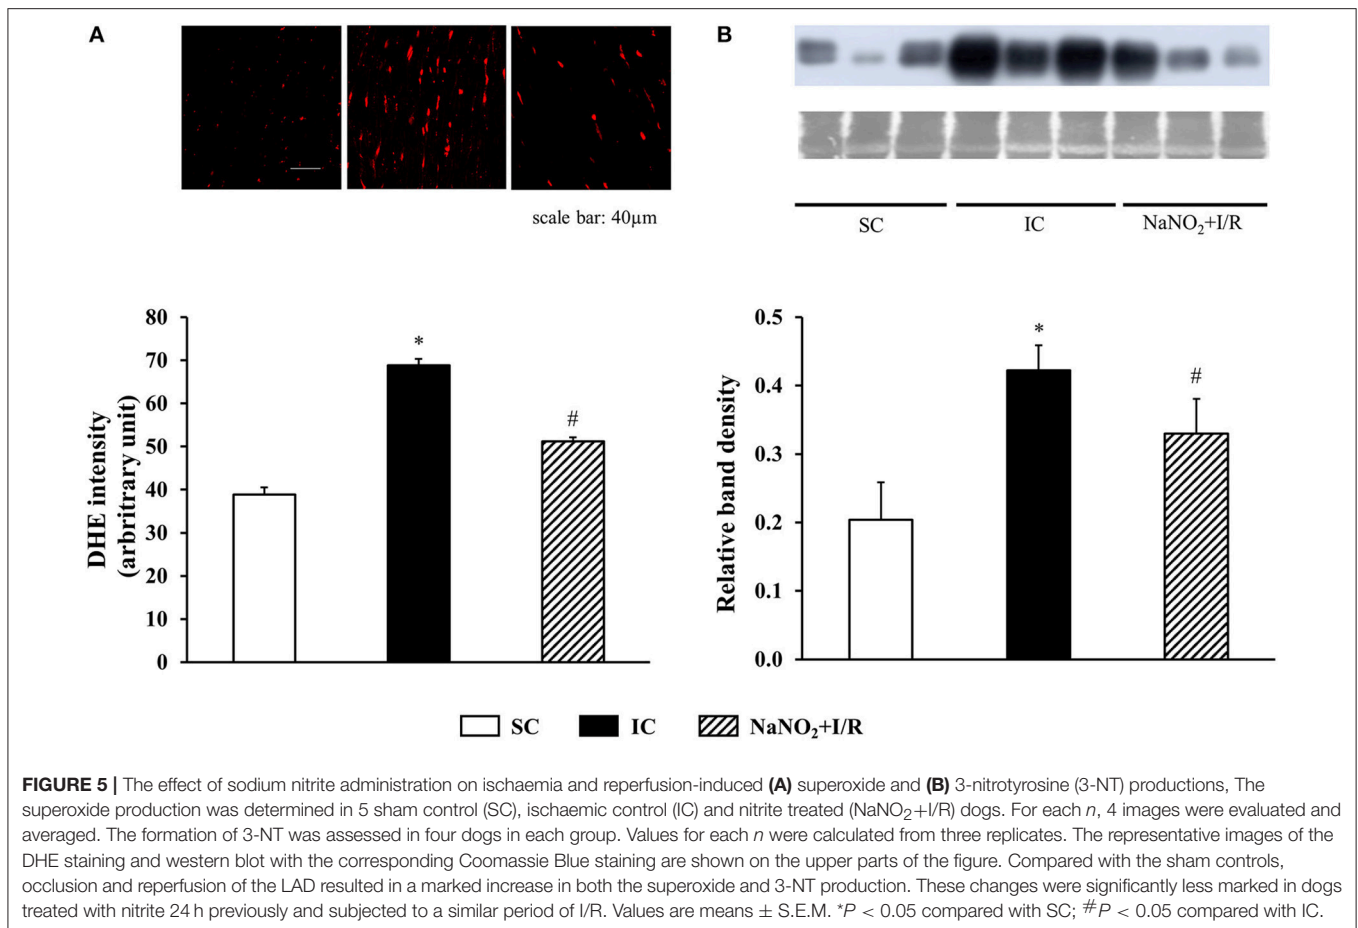 A
B
scale bar: 40µm
SC IC NaNO₂+I/R
80
70
60
50
40
30
20
10
0
DHE intensity
(arbritrary unit)
*
#
0.5
0.4
0.3
0.2
0.1
0.0
Relative band density
*
#
SC IC NaNO₂+I/R
FIGURE 5 | The effect of sodium nitrite administration on ischaemia and reperfusion-induced (A) superoxide and (B) 3-nitrotyrosine (3-NT) productions, The
superoxide production was determined in 5 sham control (SC), ischaemic control (IC) and nitrite treated (NaNO₂+I/R) dogs. For each n, 4 images were evaluated and
averaged. The formation of 3-NT was assessed in four dogs in each group. Values for each n were calculated from three replicates. The representative images of the
DHE staining and western blot with the corresponding Coomassie Blue staining are shown on the upper parts of the figure. Compared with the sham controls,
occlusion and reperfusion of the LAD resulted in a marked increase in both the superoxide and 3-NT production. These changes were significantly less marked in dogs
treated with nitrite 24 h previously and subjected to a similar period of I/R. Values are means ± S.E.M. *P < 0.05 compared with SC; #P < 0.05 compared with IC.